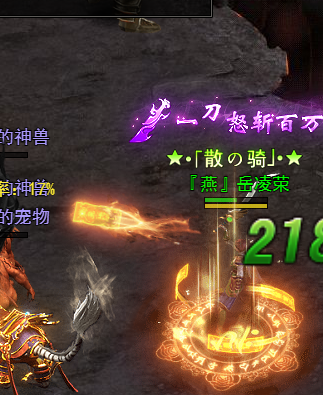 一刀怒斩百万
的神兽
★·「散の骑」·★
『燕』岳凌荣
的宠物
218